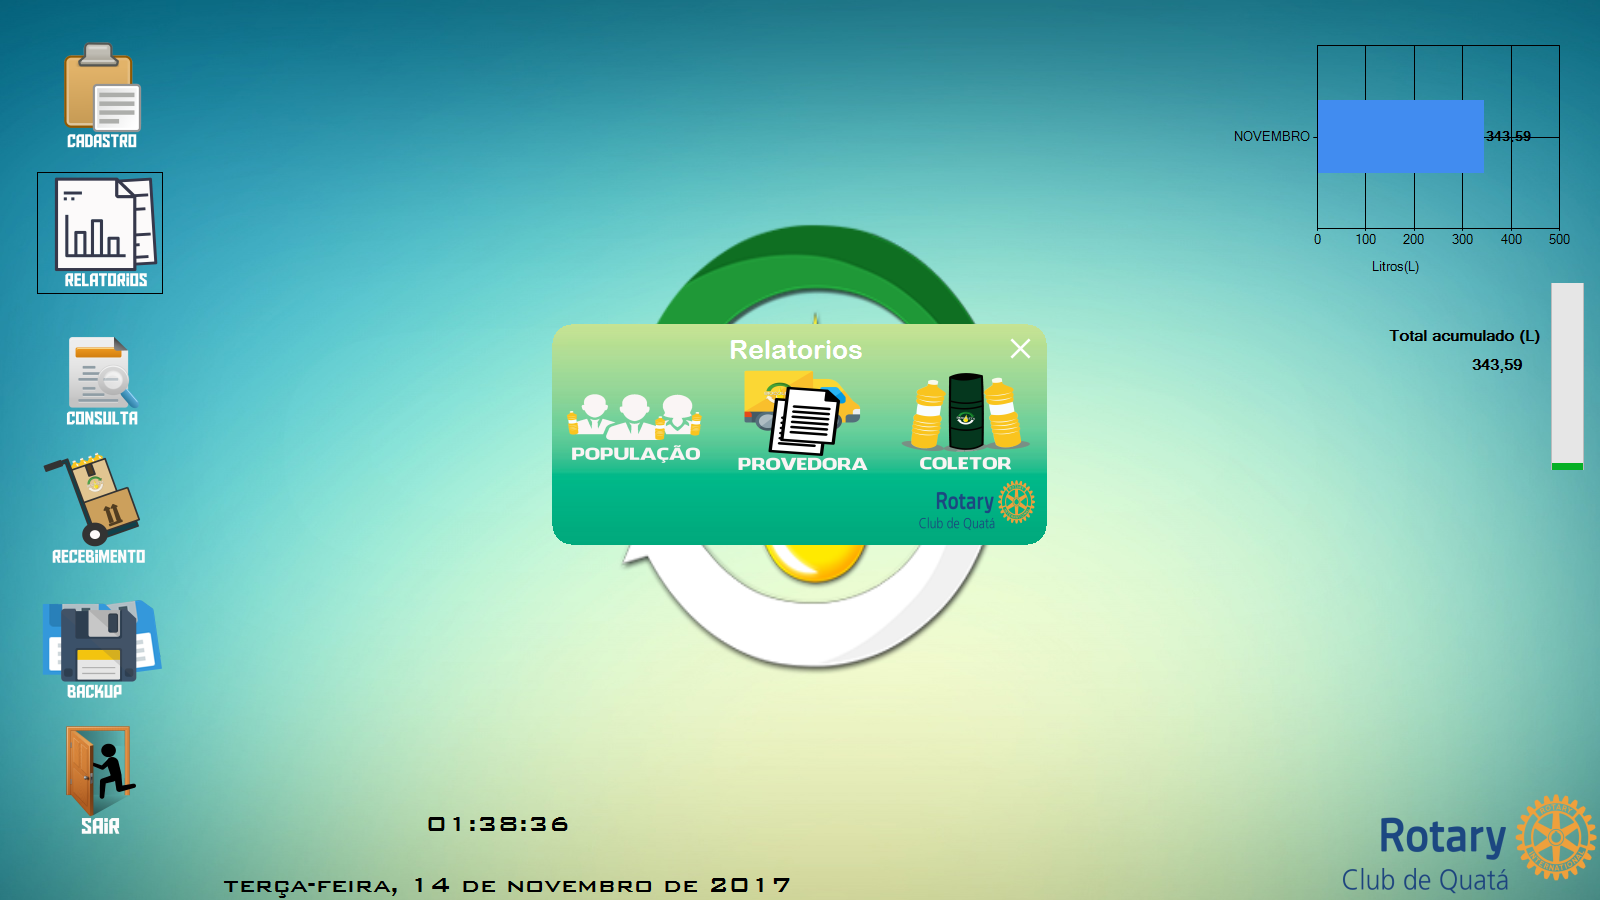 CADASTRO
RELATORIOS
CONSULTA
RECEBIMENTO
BACKUP
SAIR
NOVEMBRO
343,59
0 100 200 300 400 500
Litros(L)
Total acumulado (L)
343,59
Relatorios
POPULAÇÃO
PROVEDORA
COLETOR
Rotary
Club de Quatá
01:38:36
TERÇA-FEIRA, 14 DE NOVEMBRO DE 2017
Rotary
Club de Quatá
ROTARY
INTERNATIONAL